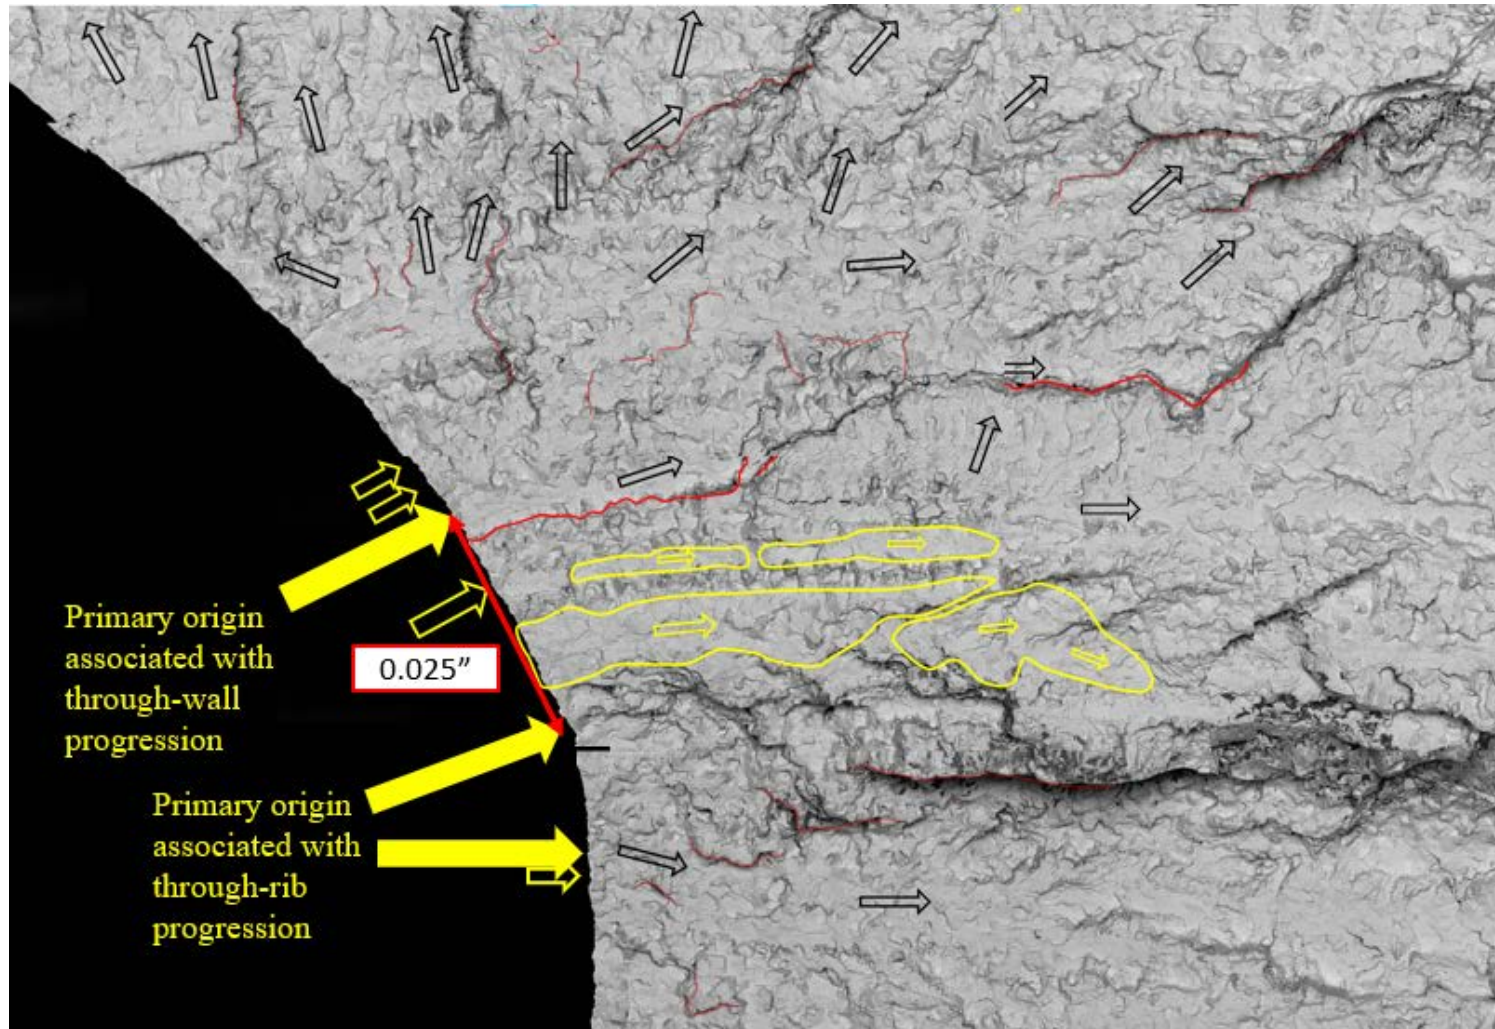 Primary origin
associated with
through-wall
progression
0.025”
Primary origin
associated with
through-rib
progression